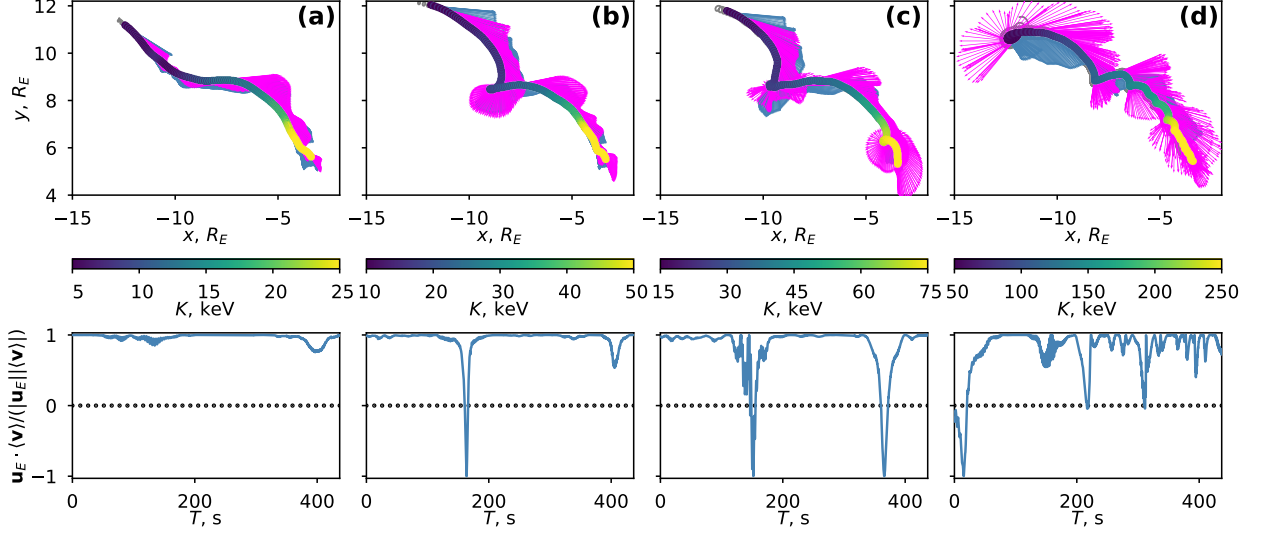 (a) (b) (c) (d)
12
10
8
6
4
y, R_E
−15 −10 −5 −15 −10 −5 −15 −10 −5 −15 −10 −5
x, R_E x, R_E x, R_E x, R_E
5 10 15 20 25 10 20 30 40 50 15 30 45 60 75 50 100 150 200 250
K, keV K, keV K, keV K, keV
1
0
−1
u_E · ⟨v⟩/(|u_E||⟨v⟩|)
0 200 400 0 200 400 0 200 400 0 200 400
T, s T, s T, s T, s